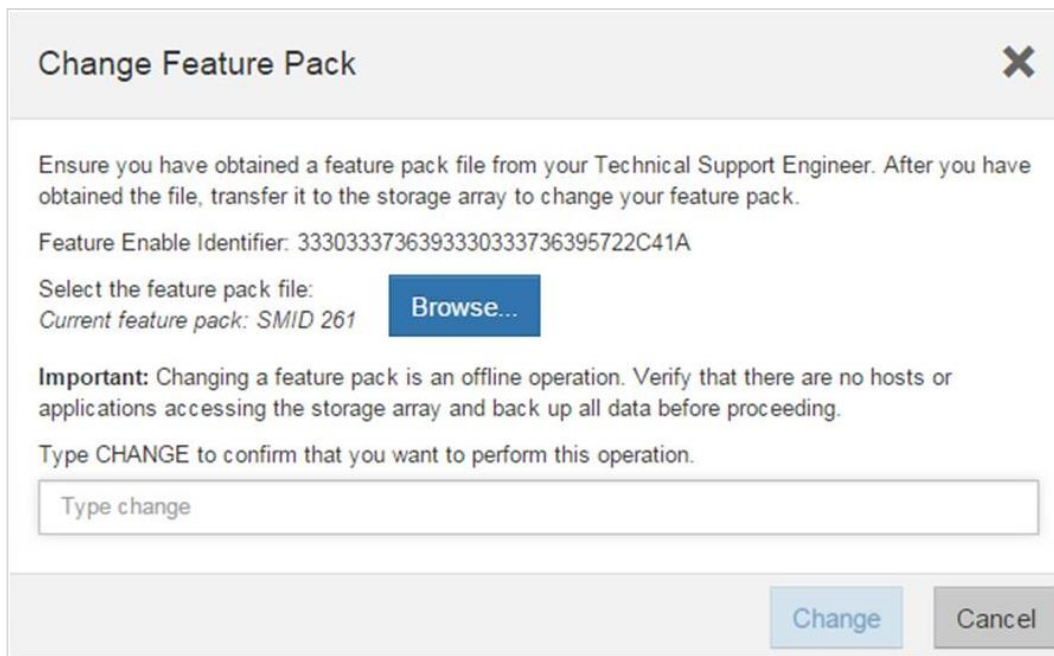 Change Feature Pack
Ensure you have obtained a feature pack file from your Technical Support Engineer. After you have
obtained the file, transfer it to the storage array to change your feature pack.
Feature Enable Identifier: 3330333736393330333736395722C41A
Select the feature pack file:
Current feature pack: SMID 261
Browse...
Important: Changing a feature pack is an offline operation. Verify that there are no hosts or
applications accessing the storage array and back up all data before proceeding.
Type CHANGE to confirm that you want to perform this operation.
Type change
Change
Cancel